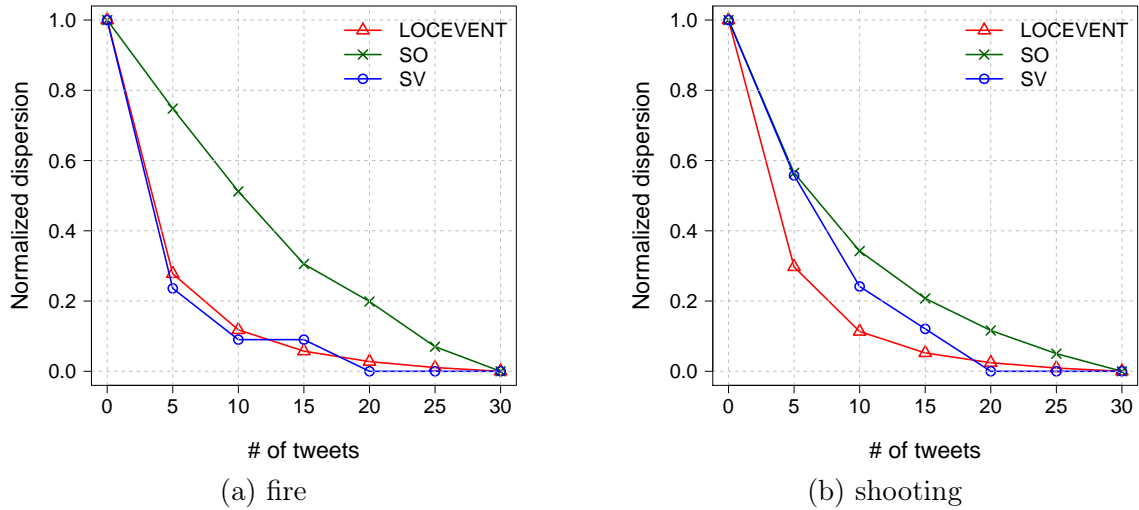 1.0
0.8
0.6
0.4
0.2
0.0
Normalized dispersion
LOCEVENT
SO
SV
0 5 10 15 20 25 30
# of tweets
(a) fire
1.0
0.8
0.6
0.4
0.2
0.0
Normalized dispersion
LOCEVENT
SO
SV
0 5 10 15 20 25 30
# of tweets
(b) shooting